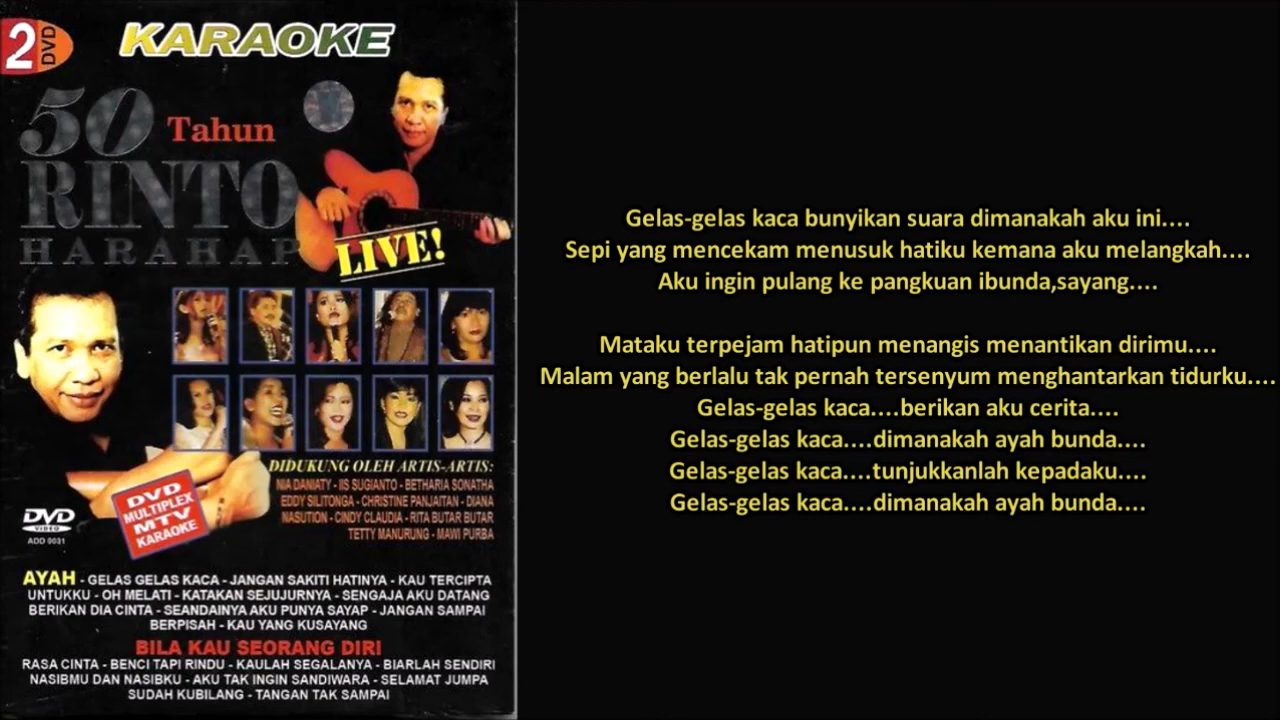 2 DVD
KARAOKE
50 Tahun
RINTO
HARAHAP
LIVE!
DIDUKUNG OLEH ARTIS-ARTIS:
NIA DANIATY - IIS SUGIANTO - BETHARIA SONATHA
EDDY SILITONGA - CHRISTINE PANJAITAN - DIANA
NASUTION - CINDY CLAUDIA - RITA BUTAR BUTAR
TETTY MANURUNG - MAWI PURBA
DVD
MULTIPLEX
MTV
KARAOKE
DVD
VIDEO
ADD 0031
AYAH - GELAS GELAS KACA - JANGAN SAKITI HATINYA - KAU TERCIPTA
UNTUKKU - OH MELATI - KATAKAN SEJUJURNYA - SENGAJA AKU DATANG
BERIKAN DIA CINTA - SEANDAINYA AKU PUNYA SAYAP - JANGAN SAMPAI
BERPISAH - KAU YANG KUSAYANG
BILA KAU SEORANG DIRI
RASA CINTA - BENCI TAPI RINDU - KAULAH SEGALANYA - BIARLAH SENDIRI
NASIBMU DAN NASIBKU - AKU TAK INGIN SANDIWARA - SELAMAT JUMPA
SUDAH KUBILANG - TANGAN TAK SAMPAI
Gelas-gelas kaca bunyikan suara dimanakah aku ini....
Sepi yang mencekam menusuk hatiku kemana aku melangkah....
Aku ingin pulang ke pangkuan ibunda,sayang....
Mataku terpejam hatipun menangis menantikan dirimu....
Malam yang berlalu tak pernah tersenyum menghantarkan tidurku....
Gelas-gelas kaca....berikan aku cerita....
Gelas-gelas kaca....dimanakah ayah bunda....
Gelas-gelas kaca....tunjukkanlah kepadaku....
Gelas-gelas kaca....dimanakah ayah bunda....